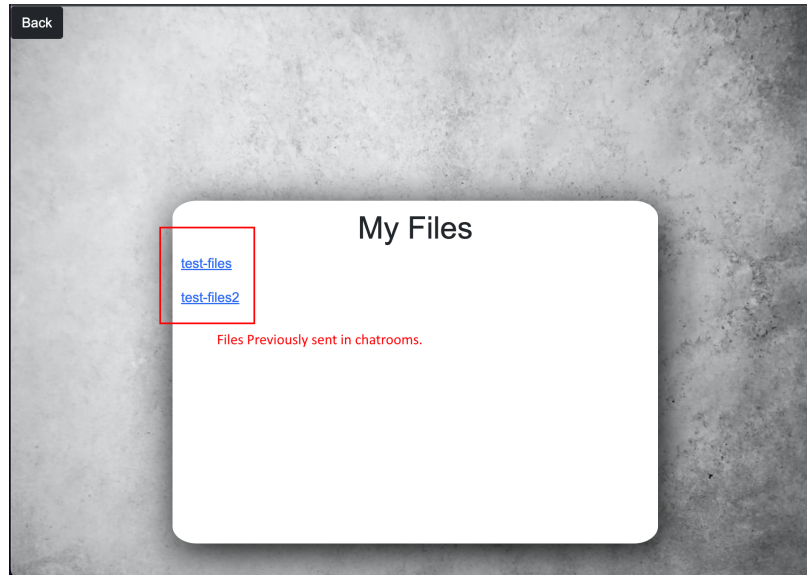 Back
My Files
test-files
test-files2
Files Previously sent in chatrooms.